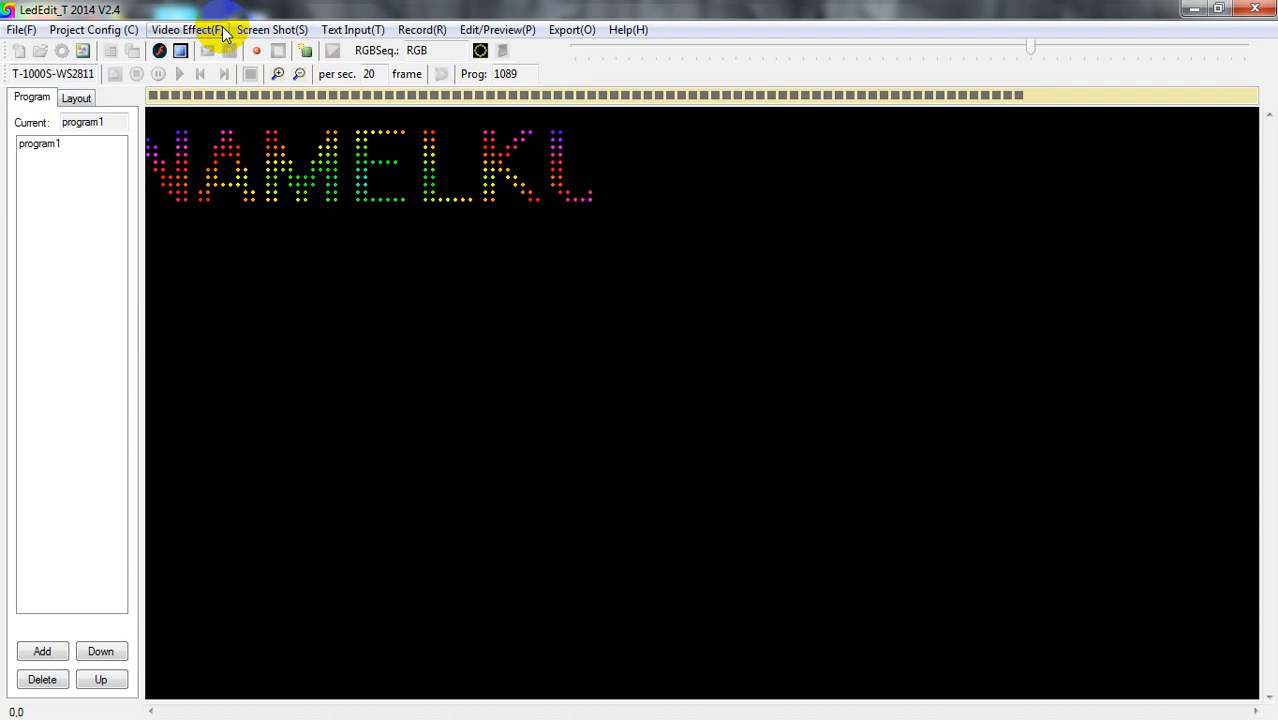 LedEdit_T 2014 V2.4
File(F) Project Config (C) Video Effect(F) Screen Shot(S) Text Input(T) Record(R) Edit/Preview(P) Export(O) Help(H)
RGBSeq.: RGB
T-1000S-WS2811 per sec. 20 frame Prog: 1089
Program Layout
Current: program1
program1
VAMELKU
Add Down
Delete Up
0,0